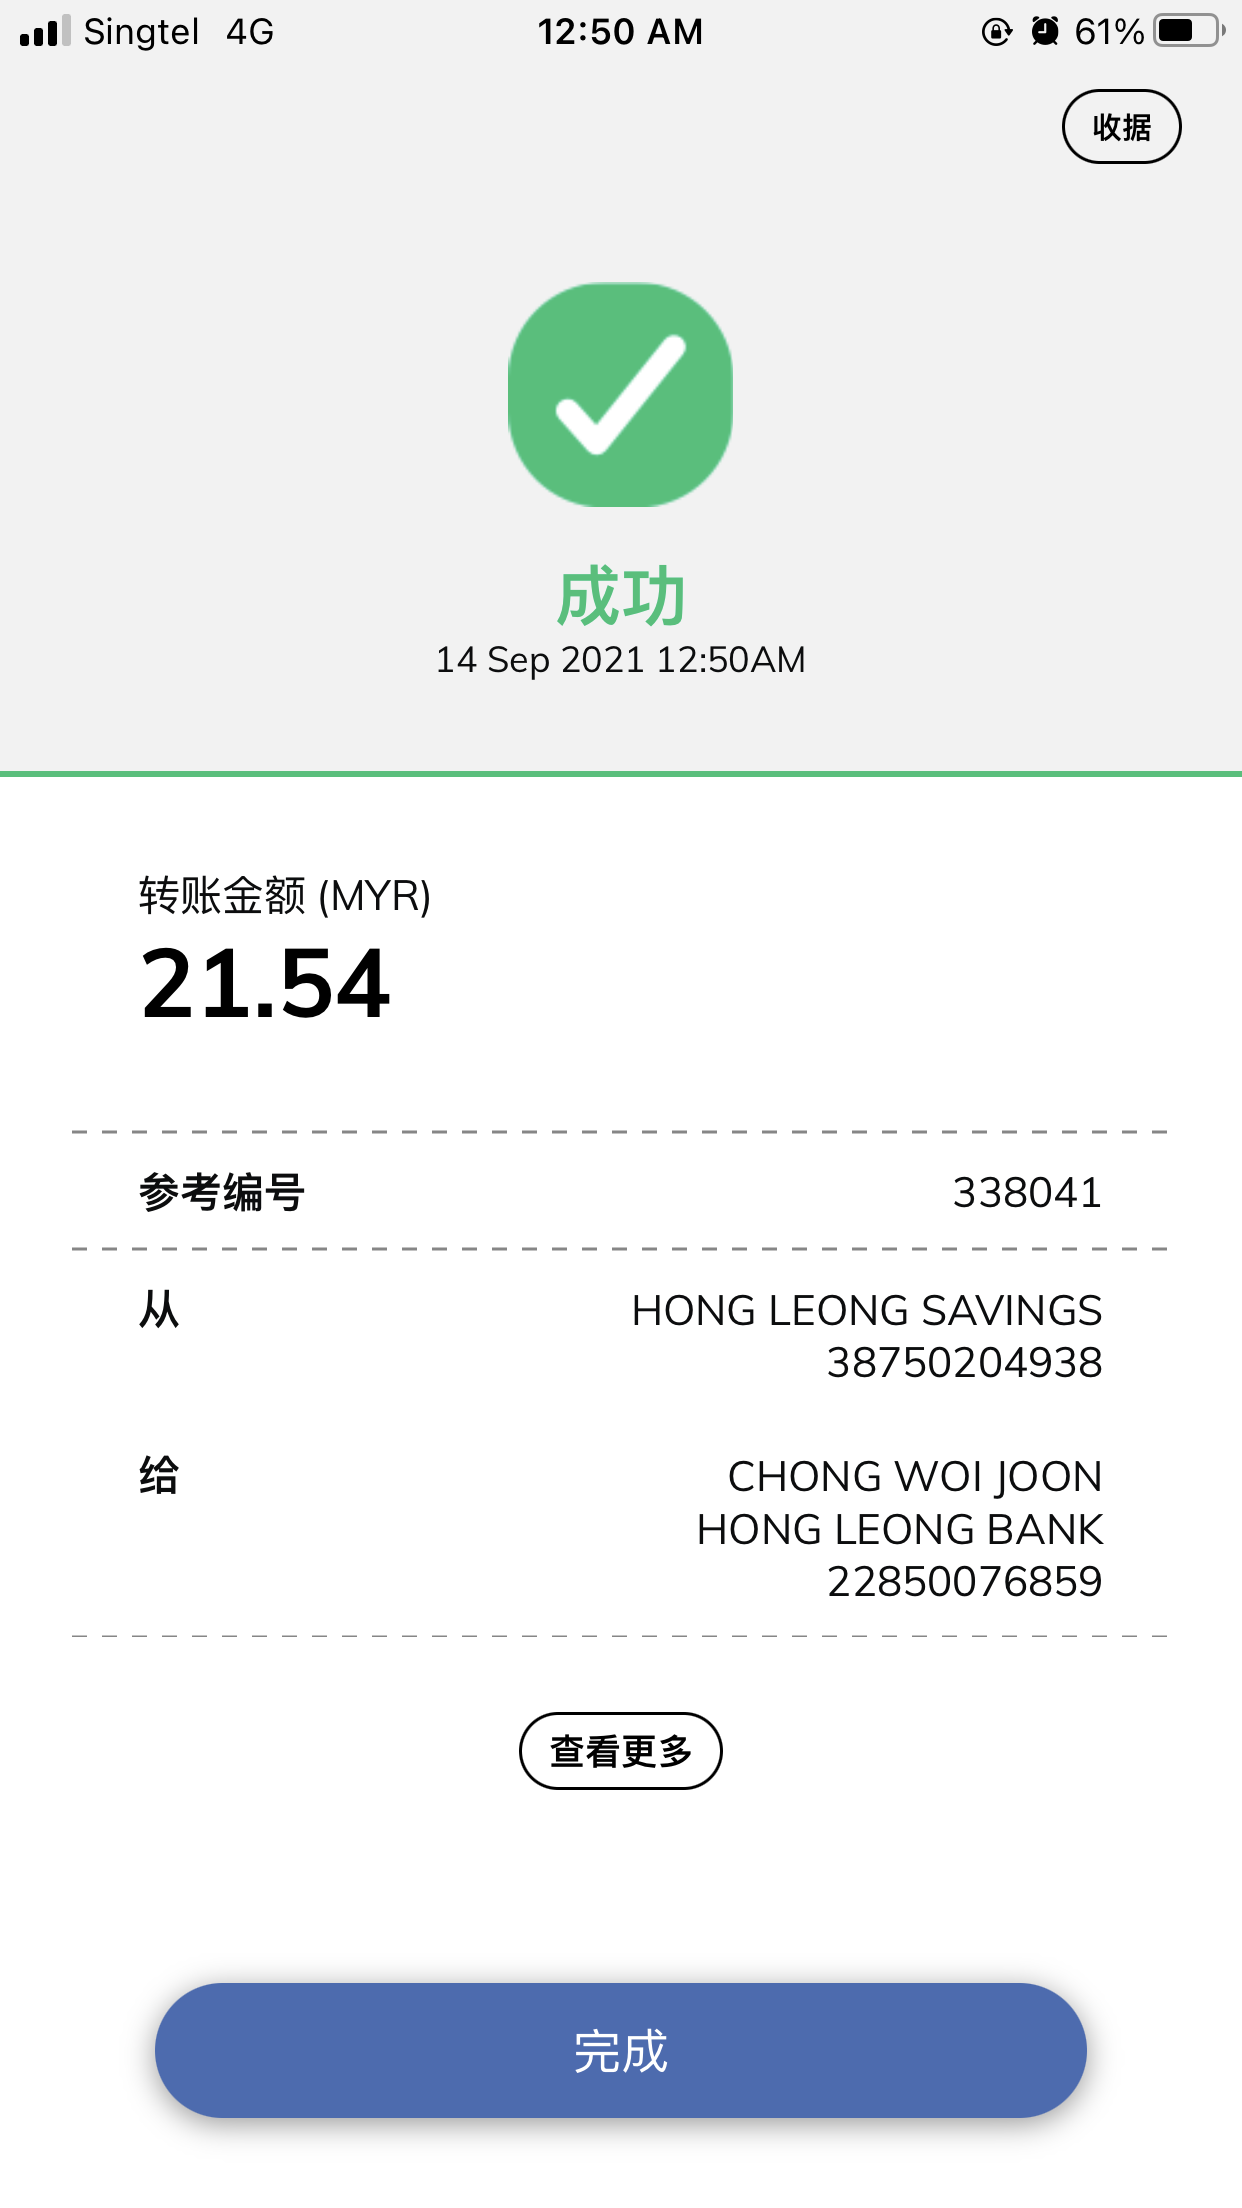 Singtel 4G 12:50 AM 61%
收据
成功
14 Sep 2021 12:50AM
转账金额 (MYR)
21.54
参考编号 338041
从 HONG LEONG SAVINGS
38750204938
给 CHONG WOI JOON
HONG LEONG BANK
22850076859
查看更多
完成